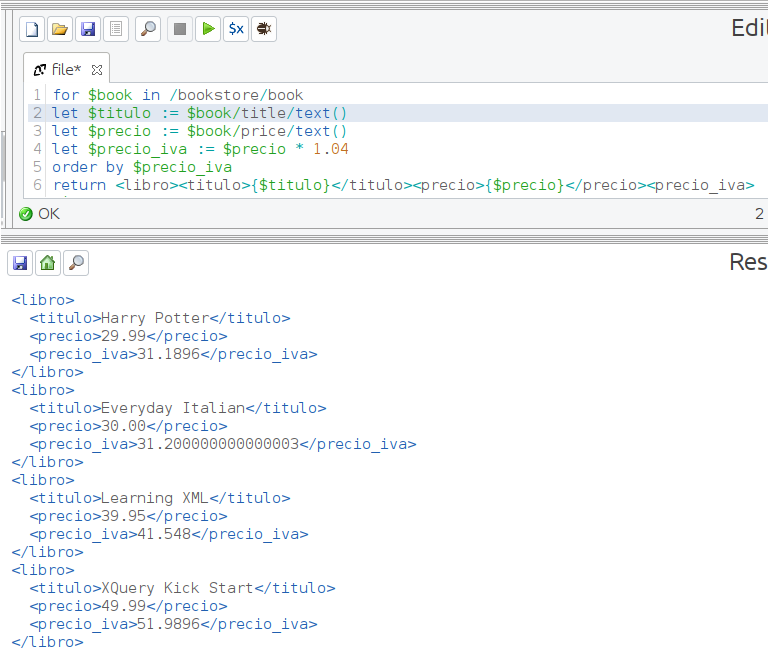 $x
Edi
file*
1 for $book in /bookstore/book
2 let $titulo := $book/title/text()
3 let $precio := $book/price/text()
4 let $precio_iva := $precio * 1.04
5 order by $precio_iva
6 return <libro><titulo>{$titulo}</titulo><precio>{$precio}</precio><precio_iva>
OK
2
Res
<libro>
<titulo>Harry Potter</titulo>
<precio>29.99</precio>
<precio_iva>31.1896</precio_iva>
</libro>
<libro>
<titulo>Everyday Italian</titulo>
<precio>30.00</precio>
<precio_iva>31.200000000000003</precio_iva>
</libro>
<libro>
<titulo>Learning XML</titulo>
<precio>39.95</precio>
<precio_iva>41.548</precio_iva>
</libro>
<libro>
<titulo>XQuery Kick Start</titulo>
<precio>49.99</precio>
<precio_iva>51.9896</precio_iva>
</libro>